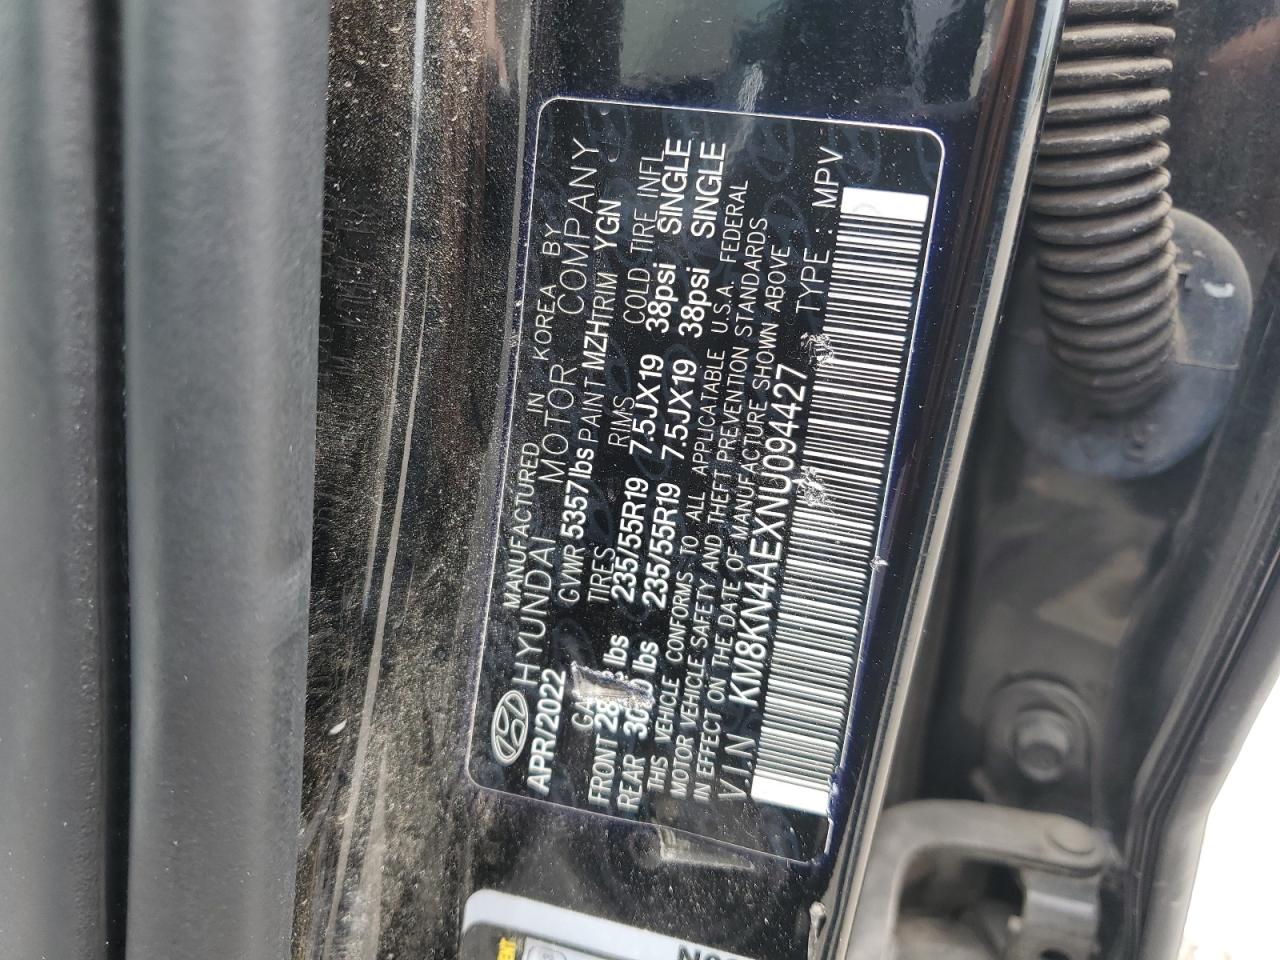 MANUFACTURED IN KOREA BY
HYUNDAI MOTOR COMPANY
APR/2022 GVWR 5357lbs PAINT MZH TRIM YGN
TIRES RIMS COLD TIRE INFL
FRONT lbs 235/55R19 7.5JX19 38psi SINGLE
REAR lbs 235/55R19 7.5JX19 38psi SINGLE
THIS VEHICLE CONFORMS TO ALL APPLICATABLE U.S.A. FEDERAL
MOTOR VEHICLE SAFETY AND THEFT PREVENTION STANDARDS
IN EFFECT ON THE DATE OF MANUFACTURE SHOWN ABOVE.
V.I.N KM8KN4AEXNU094427 TYPE : MPV